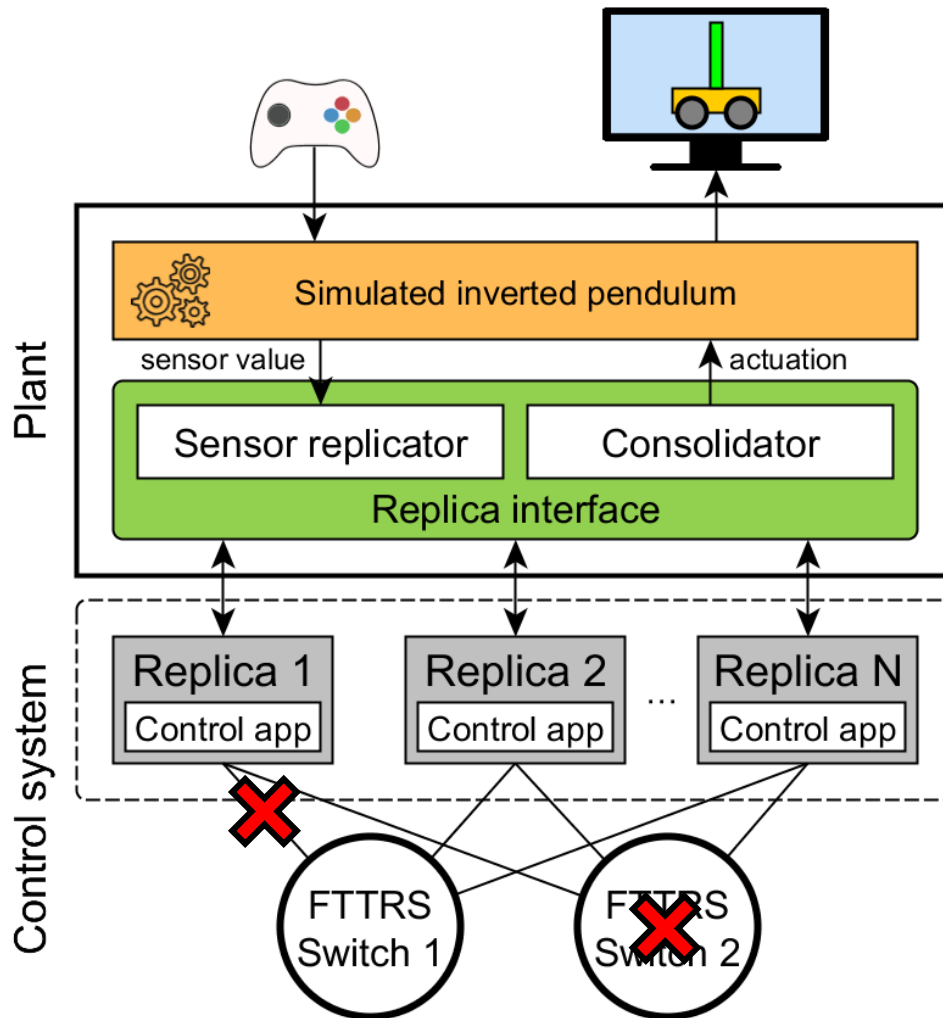 Plant
Simulated inverted pendulum
sensor value
actuation
Sensor replicator
Consolidator
Replica interface
Control system
Replica 1
Control app
Replica 2
Control app
...
Replica N
Control app
FTTRS
Switch 1
FTTRS
Switch 2